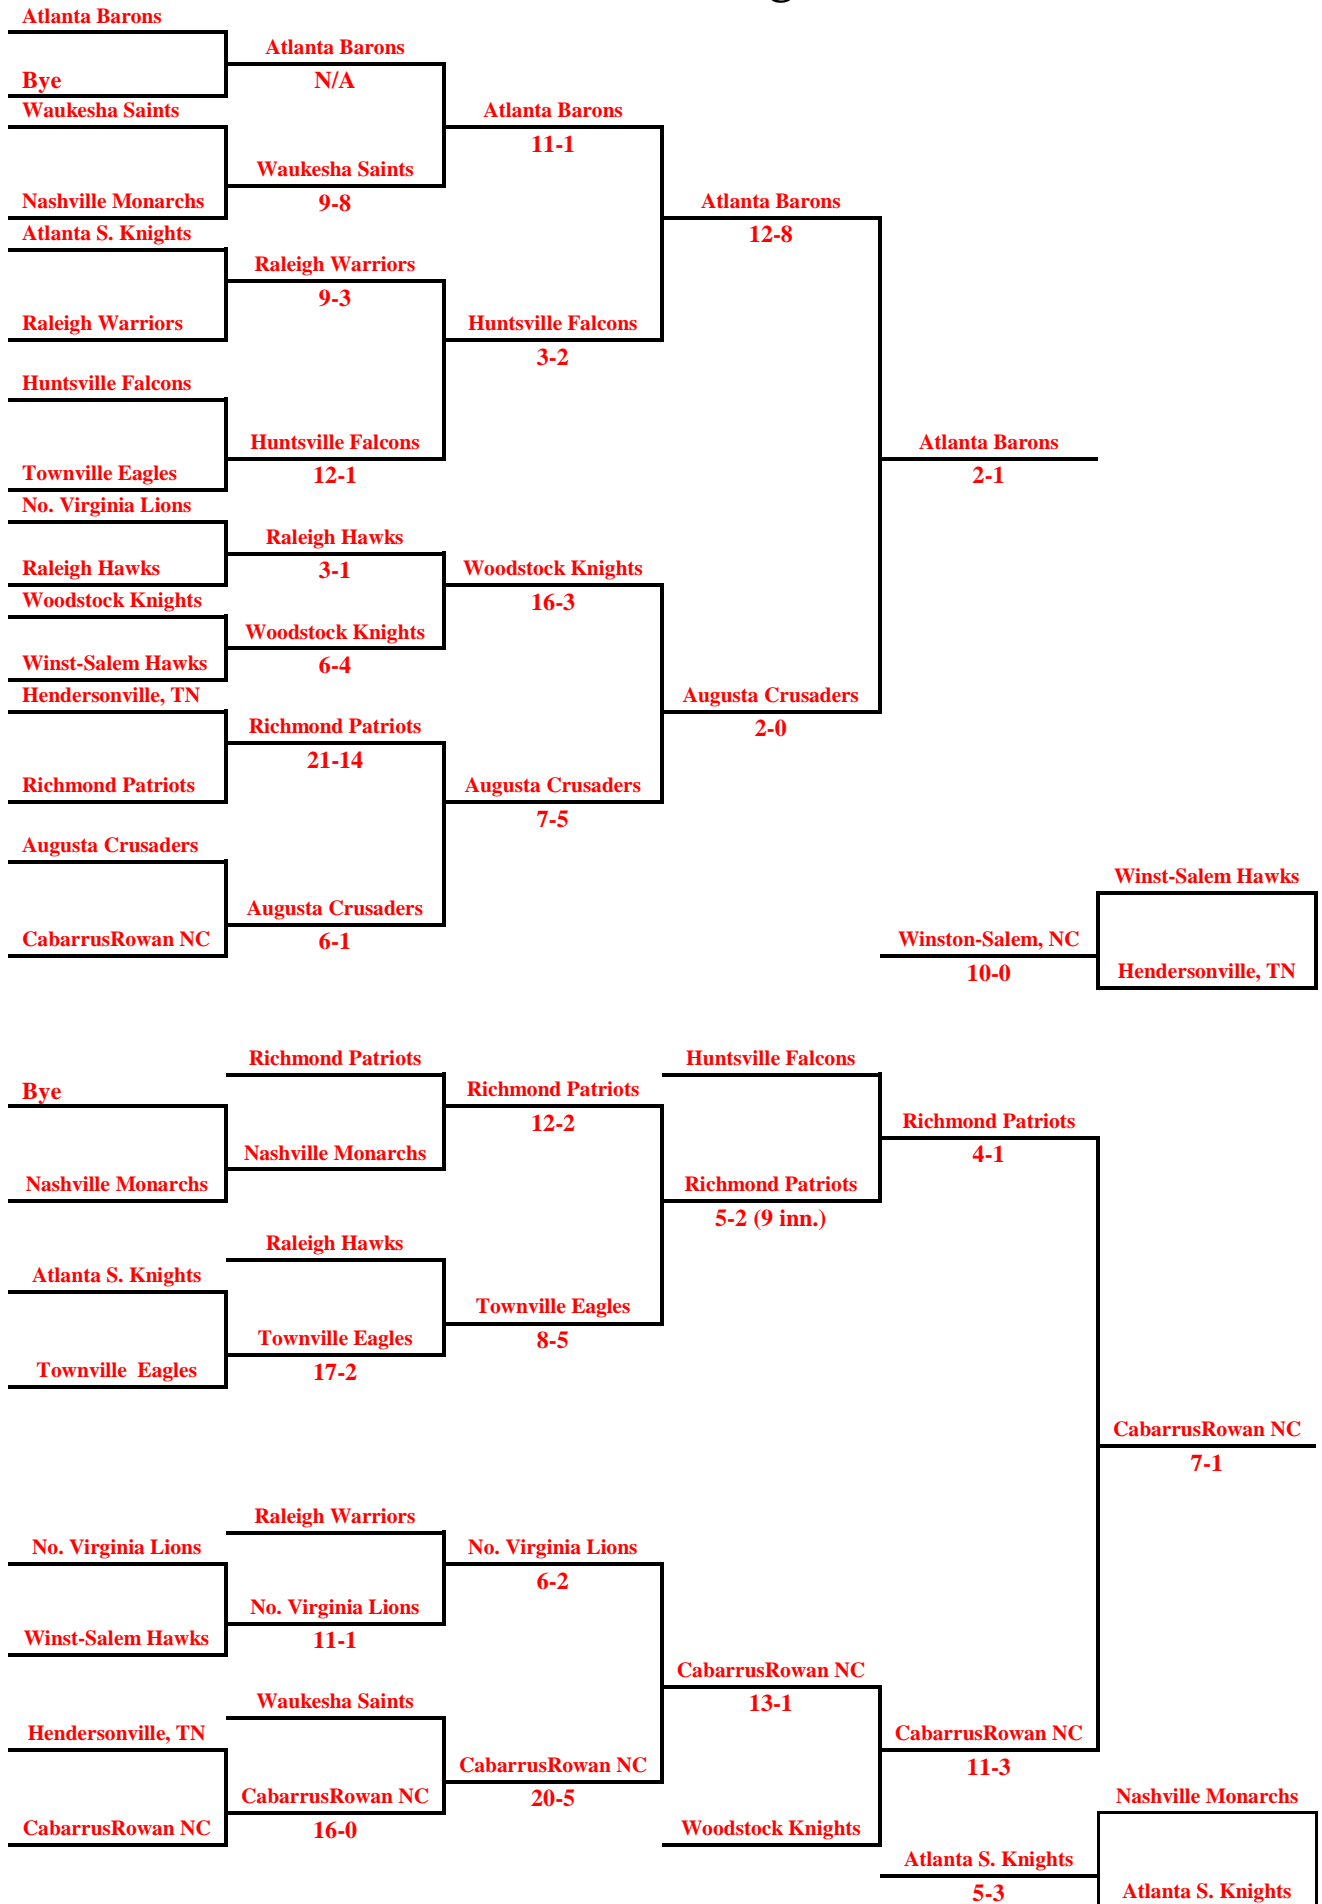 Atlanta Barons
Atlanta Barons
Bye
N/A
Waukesha Saints
Atlanta Barons
11-1
Waukesha Saints
Nashville Monarchs
9-8
Atlanta Barons
Atlanta S. Knights
12-8
Raleigh Warriors
9-3
Raleigh Warriors
Huntsville Falcons
3-2
Huntsville Falcons
Huntsville Falcons
Atlanta Barons
Townville Eagles
12-1
2-1
No. Virginia Lions
Raleigh Hawks
Raleigh Hawks
3-1
Woodstock Knights
Woodstock Knights
16-3
Woodstock Knights
Winst-Salem Hawks
6-4
Hendersonville, TN
Augusta Crusaders
Richmond Patriots
2-0
21-14
Richmond Patriots
Augusta Crusaders
7-5
Augusta Crusaders
Winst-Salem Hawks
Augusta Crusaders
CabarrusRowan NC
6-1
Winston-Salem, NC
10-0
Hendersonville, TN
Richmond Patriots
Huntsville Falcons
Bye
Richmond Patriots
12-2
Richmond Patriots
Nashville Monarchs
4-1
Nashville Monarchs
Richmond Patriots
5-2 (9 inn.)
Raleigh Hawks
Atlanta S. Knights
Townville Eagles
Townville Eagles
8-5
Townville  Eagles
17-2
CabarrusRowan NC
7-1
Raleigh Warriors
No. Virginia Lions
No. Virginia Lions
6-2
No. Virginia Lions
Winst-Salem Hawks
11-1
CabarrusRowan NC
Waukesha Saints
13-1
Hendersonville, TN
CabarrusRowan NC
CabarrusRowan NC
11-3
CabarrusRowan NC
20-5
Nashville Monarchs
CabarrusRowan NC
16-0
Woodstock Knights
Atlanta S. Knights
5-3
Atlanta S. Knights